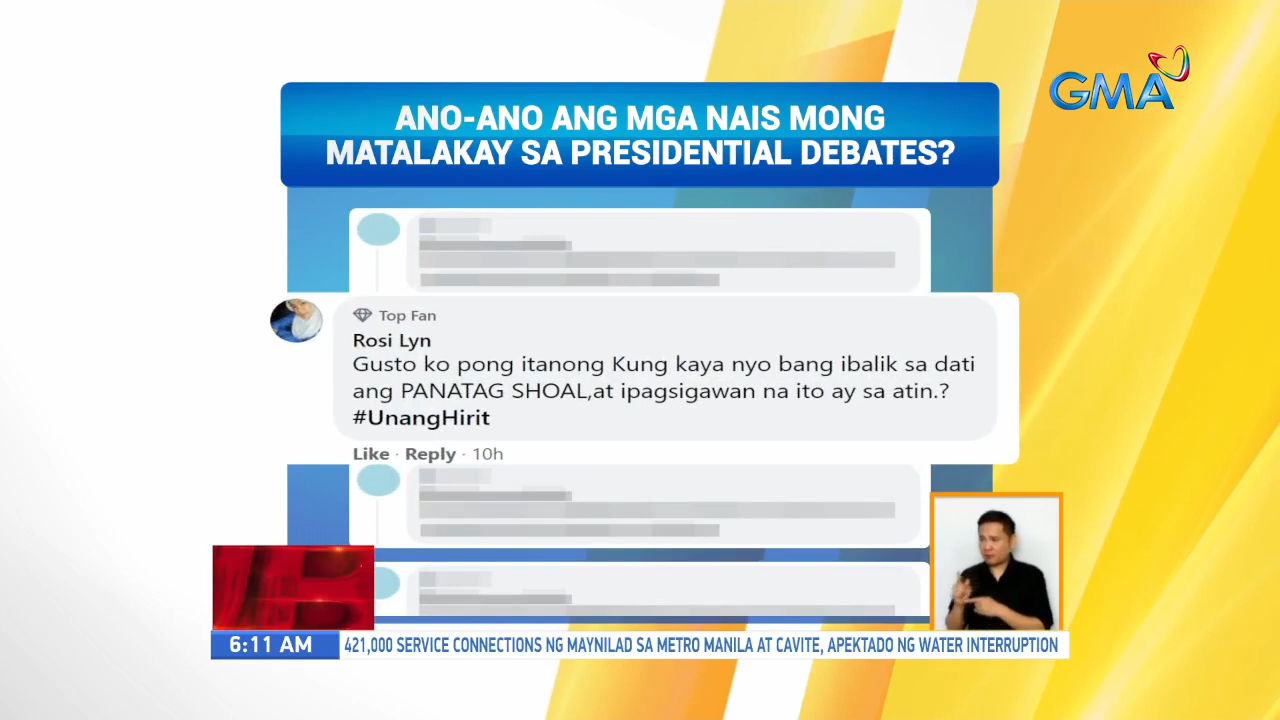 GMA
ANO-ANO ANG MGA NAIS MONG
MATALAKAY SA PRESIDENTIAL DEBATES?
Top Fan
Rosi Lyn
Gusto ko pong itanong Kung kaya nyo bang ibalik sa dati
ang PANATAG SHOAL,at ipagsigawan na ito ay sa atin.?
#UnangHirit
Like · Reply · 10h
6:11 AM
421,000 SERVICE CONNECTIONS NG MAYNILAD SA METRO MANILA AT CAVITE, APEKTADO NG WATER INTERRUPTION